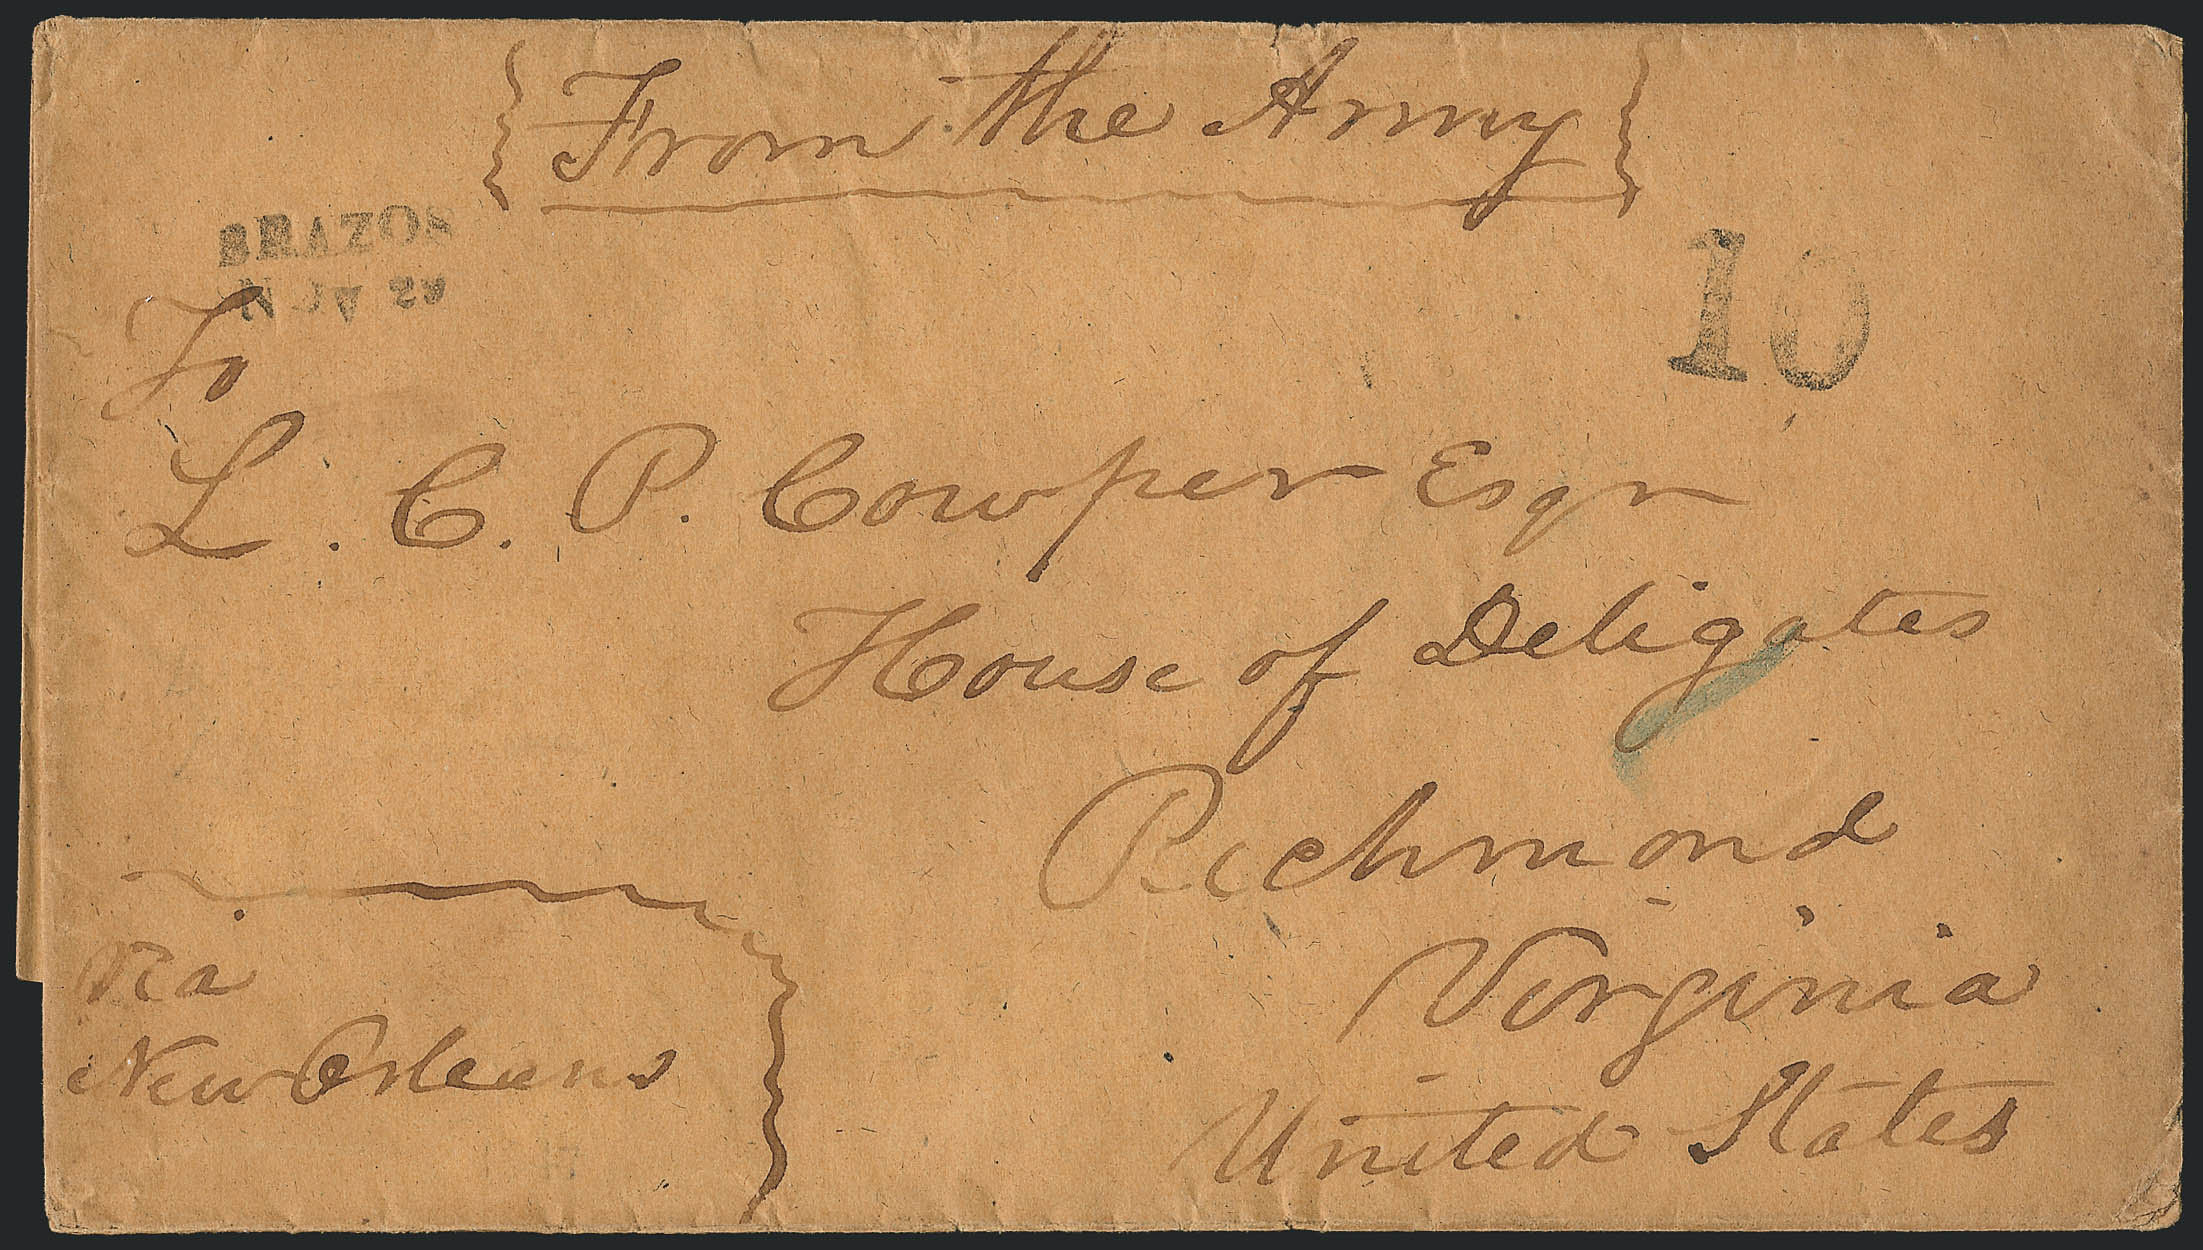 From the Army
BRAZOS
NOV 29
10
To
L. C. P. Cowper Esqr
House of Deligates
Richmond
Virginia
United States
Via
New Orleans